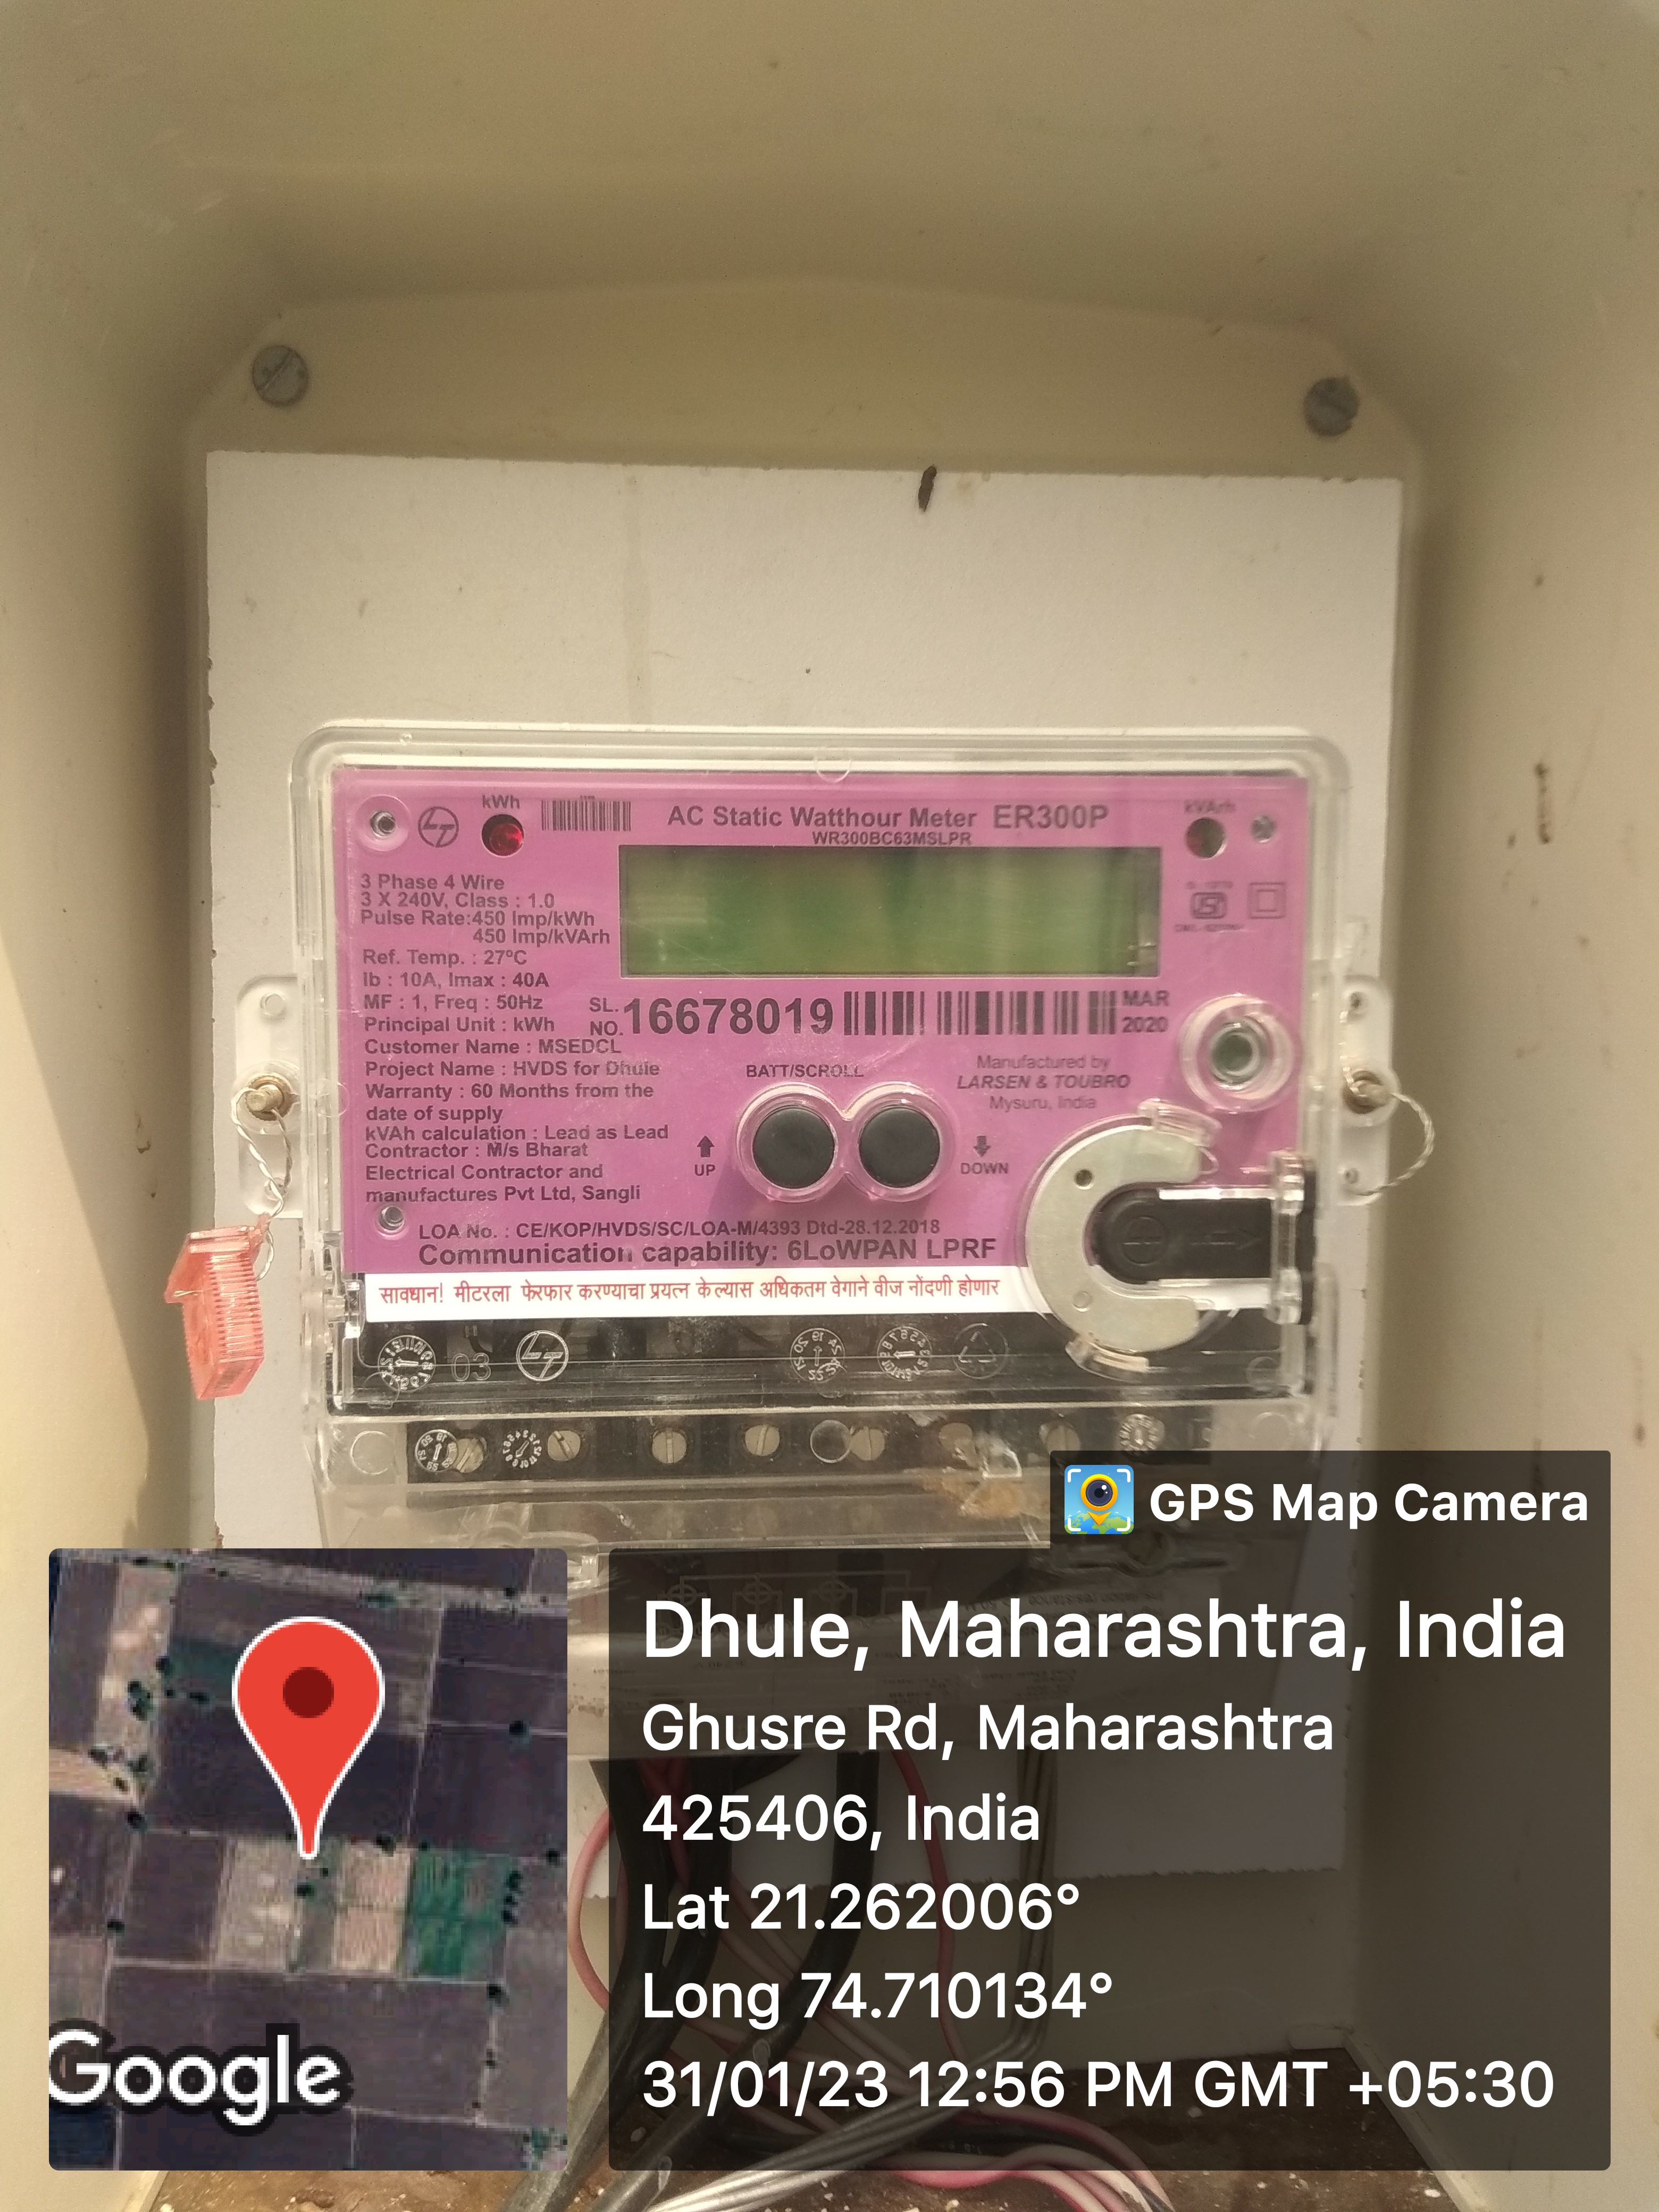 kWh
AC Static Watthour Meter ER300P
WR300BC63MSLPR
kVArh
3 Phase 4 Wire
3 X 240V, Class : 1.0
Pulse Rate:450 Imp/kWh
450 Imp/kVArh
Ref. Temp. : 27°C
Ib : 10A, Imax : 40A
MF : 1, Freq : 50Hz
Principal Unit : kWh
SL. NO. 16678019
MAR 2020
Customer Name : MSEDCL
Project Name : HVDS for Dhule
Warranty : 60 Months from the
date of supply
kVAh calculation : Lead as Lead
Contractor : M/s Bharat
Electrical Contractor and
manufactures Pvt Ltd, Sangli
BATT/SCROLL
UP
DOWN
Manufactured by
LARSEN & TOUBRO
Mysuru, India
LOA No. : CE/KOP/HVDS/SC/LOA-M/4393 Dtd-28.12.2018
Communication capability: 6LoWPAN LPRF
सावधान! मीटरला फेरफार करण्याचा प्रयत्न केल्यास अधिकतम वेगाने वीज नोंदणी होणार
03
GPS Map Camera
Dhule, Maharashtra, India
Ghusre Rd, Maharashtra
425406, India
Lat 21.262006°
Long 74.710134°
31/01/23 12:56 PM GMT +05:30
Google